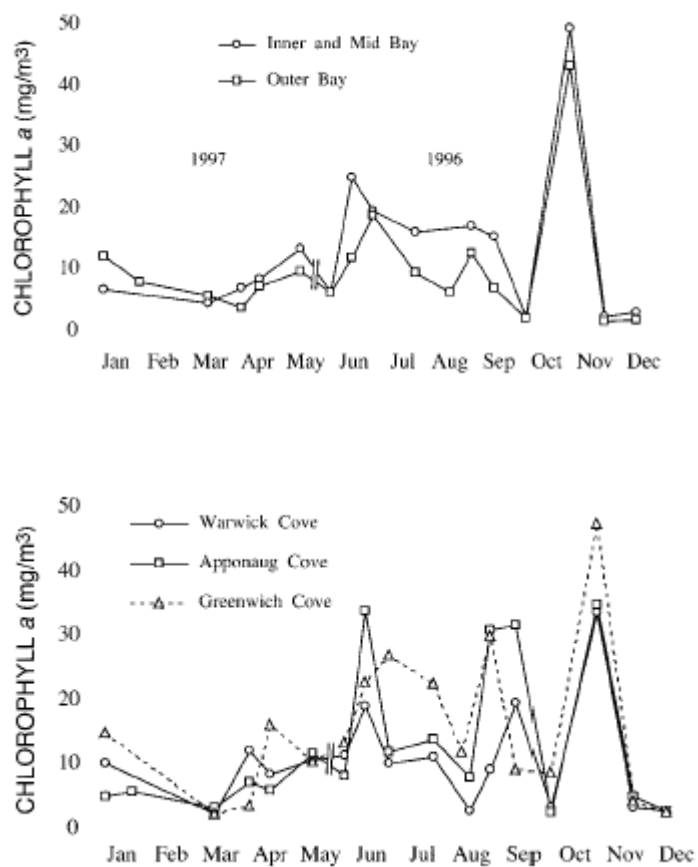 50
Inner and Mid Bay
40
Outer Bay
30
1997
1996
20
10
0
CHLOROPHYLL a (mg/m3)
Jan Feb Mar Apr May Jun Jul Aug Sep Oct Nov Dec
50
Warwick Cove
Apponaug Cove
40
Greenwich Cove
30
20
10
0
CHLOROPHYLL a (mg/m3)
Jan Feb Mar Apr May Jun Jul Aug Sep Oct Nov Dec